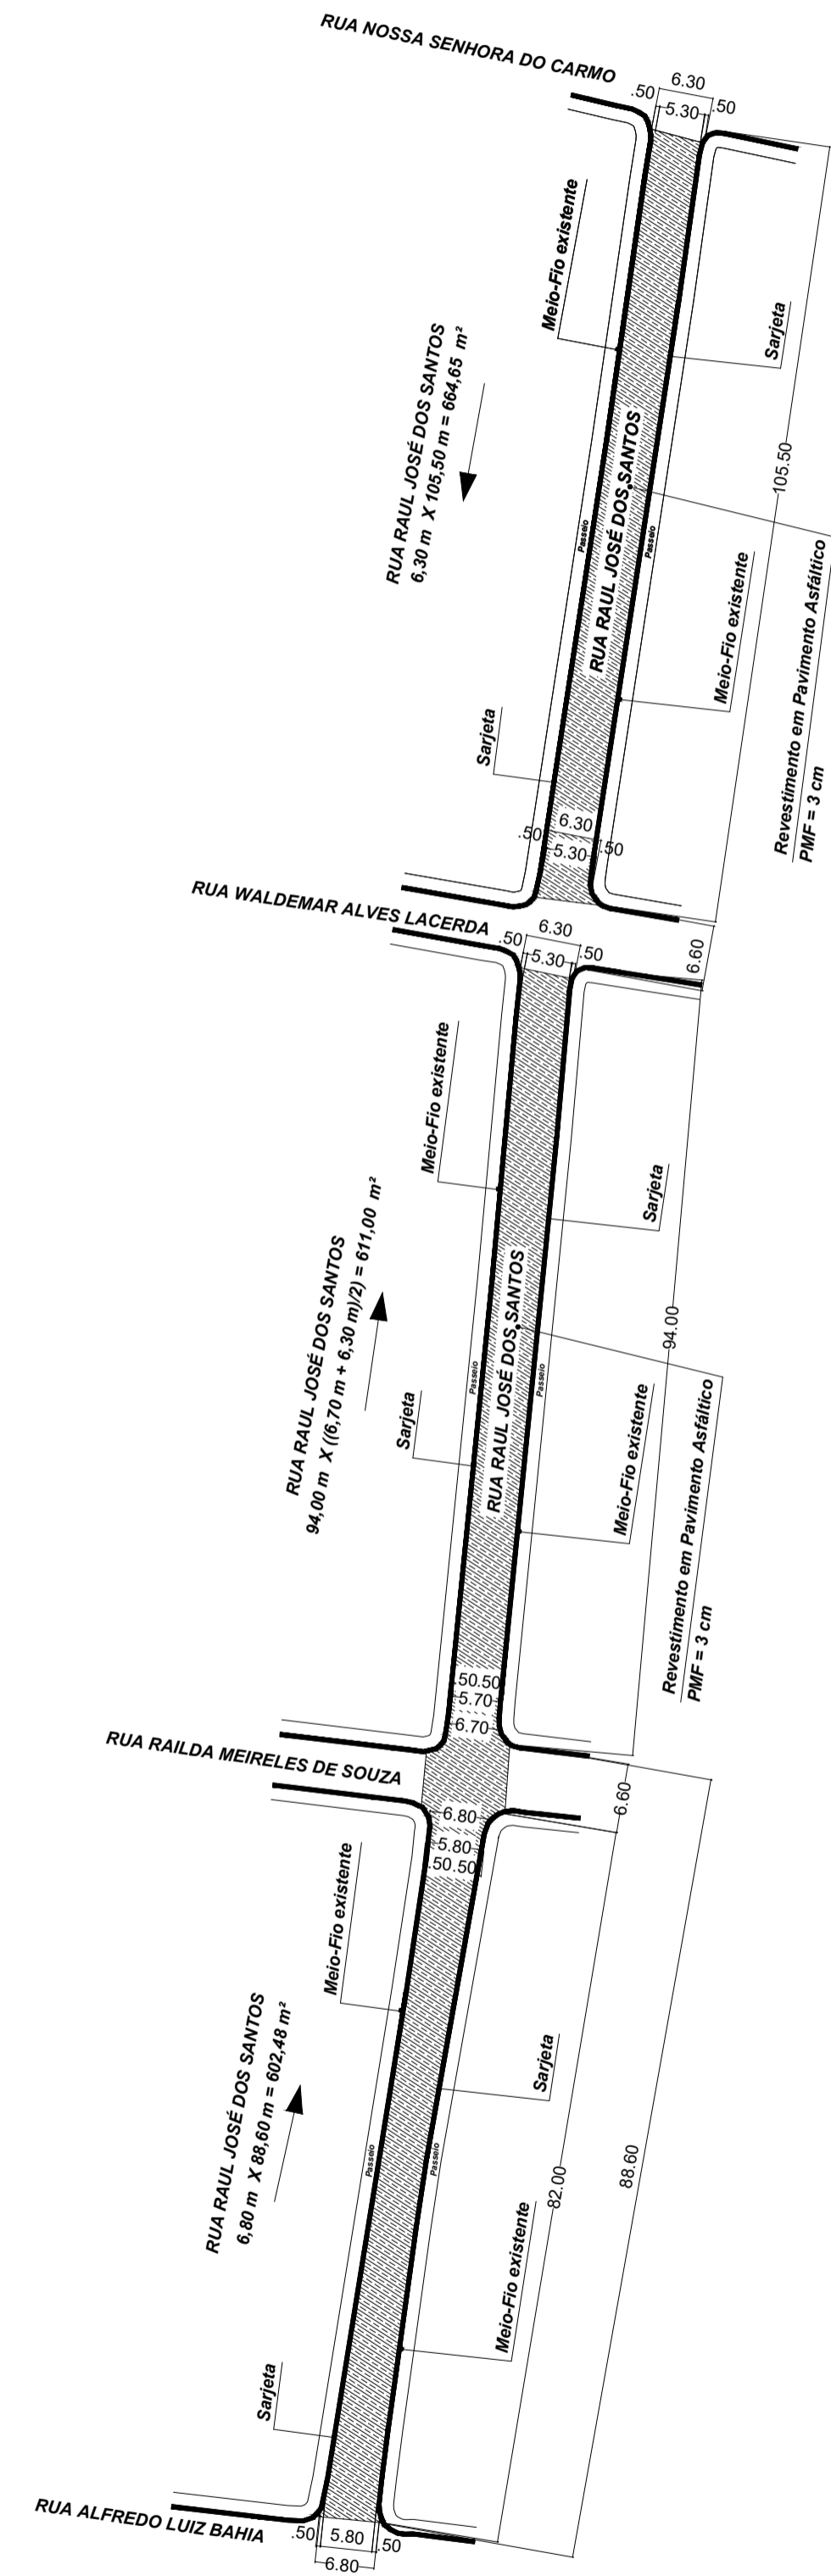 RUA NOSSA SENHORA DO CARMO
6.30
.50
5.30
.50
Meio-Fio existente
Sarjeta
RUA RAUL JOSÉ DOS SANTOS
6,30 m X 105,50 m = 664,65 m²
RUA RAUL JOSÉ DOS SANTOS
105.50
Passeio
Passeio
Meio-Fio existente
Revestimento em Pavimento Asfáltico
PMF = 3 cm
Sarjeta
6.30
.50
5.30
.50
RUA WALDEMAR ALVES LACERDA
6.30
.50
5.30
.50
6.60
Meio-Fio existente
Sarjeta
RUA RAUL JOSÉ DOS SANTOS
94,00 m X ((6,70 m + 6,30 m)/2) = 611,00 m²
RUA RAUL JOSÉ DOS SANTOS
94.00
Passeio
Passeio
Sarjeta
Meio-Fio existente
Revestimento em Pavimento Asfáltico
PMF = 3 cm
.50
.50
5.70
6.70
RUA RAILDA MEIRELES DE SOUZA
6.60
6.80
5.80
.50
.50
Meio-Fio existente
Sarjeta
RUA RAUL JOSÉ DOS SANTOS
6,80 m X 88,60 m = 602,48 m²
Passeio
Passeio
82.00
88.60
Meio-Fio existente
Sarjeta
RUA ALFREDO LUIZ BAHIA
.50
5.80
.50
6.80